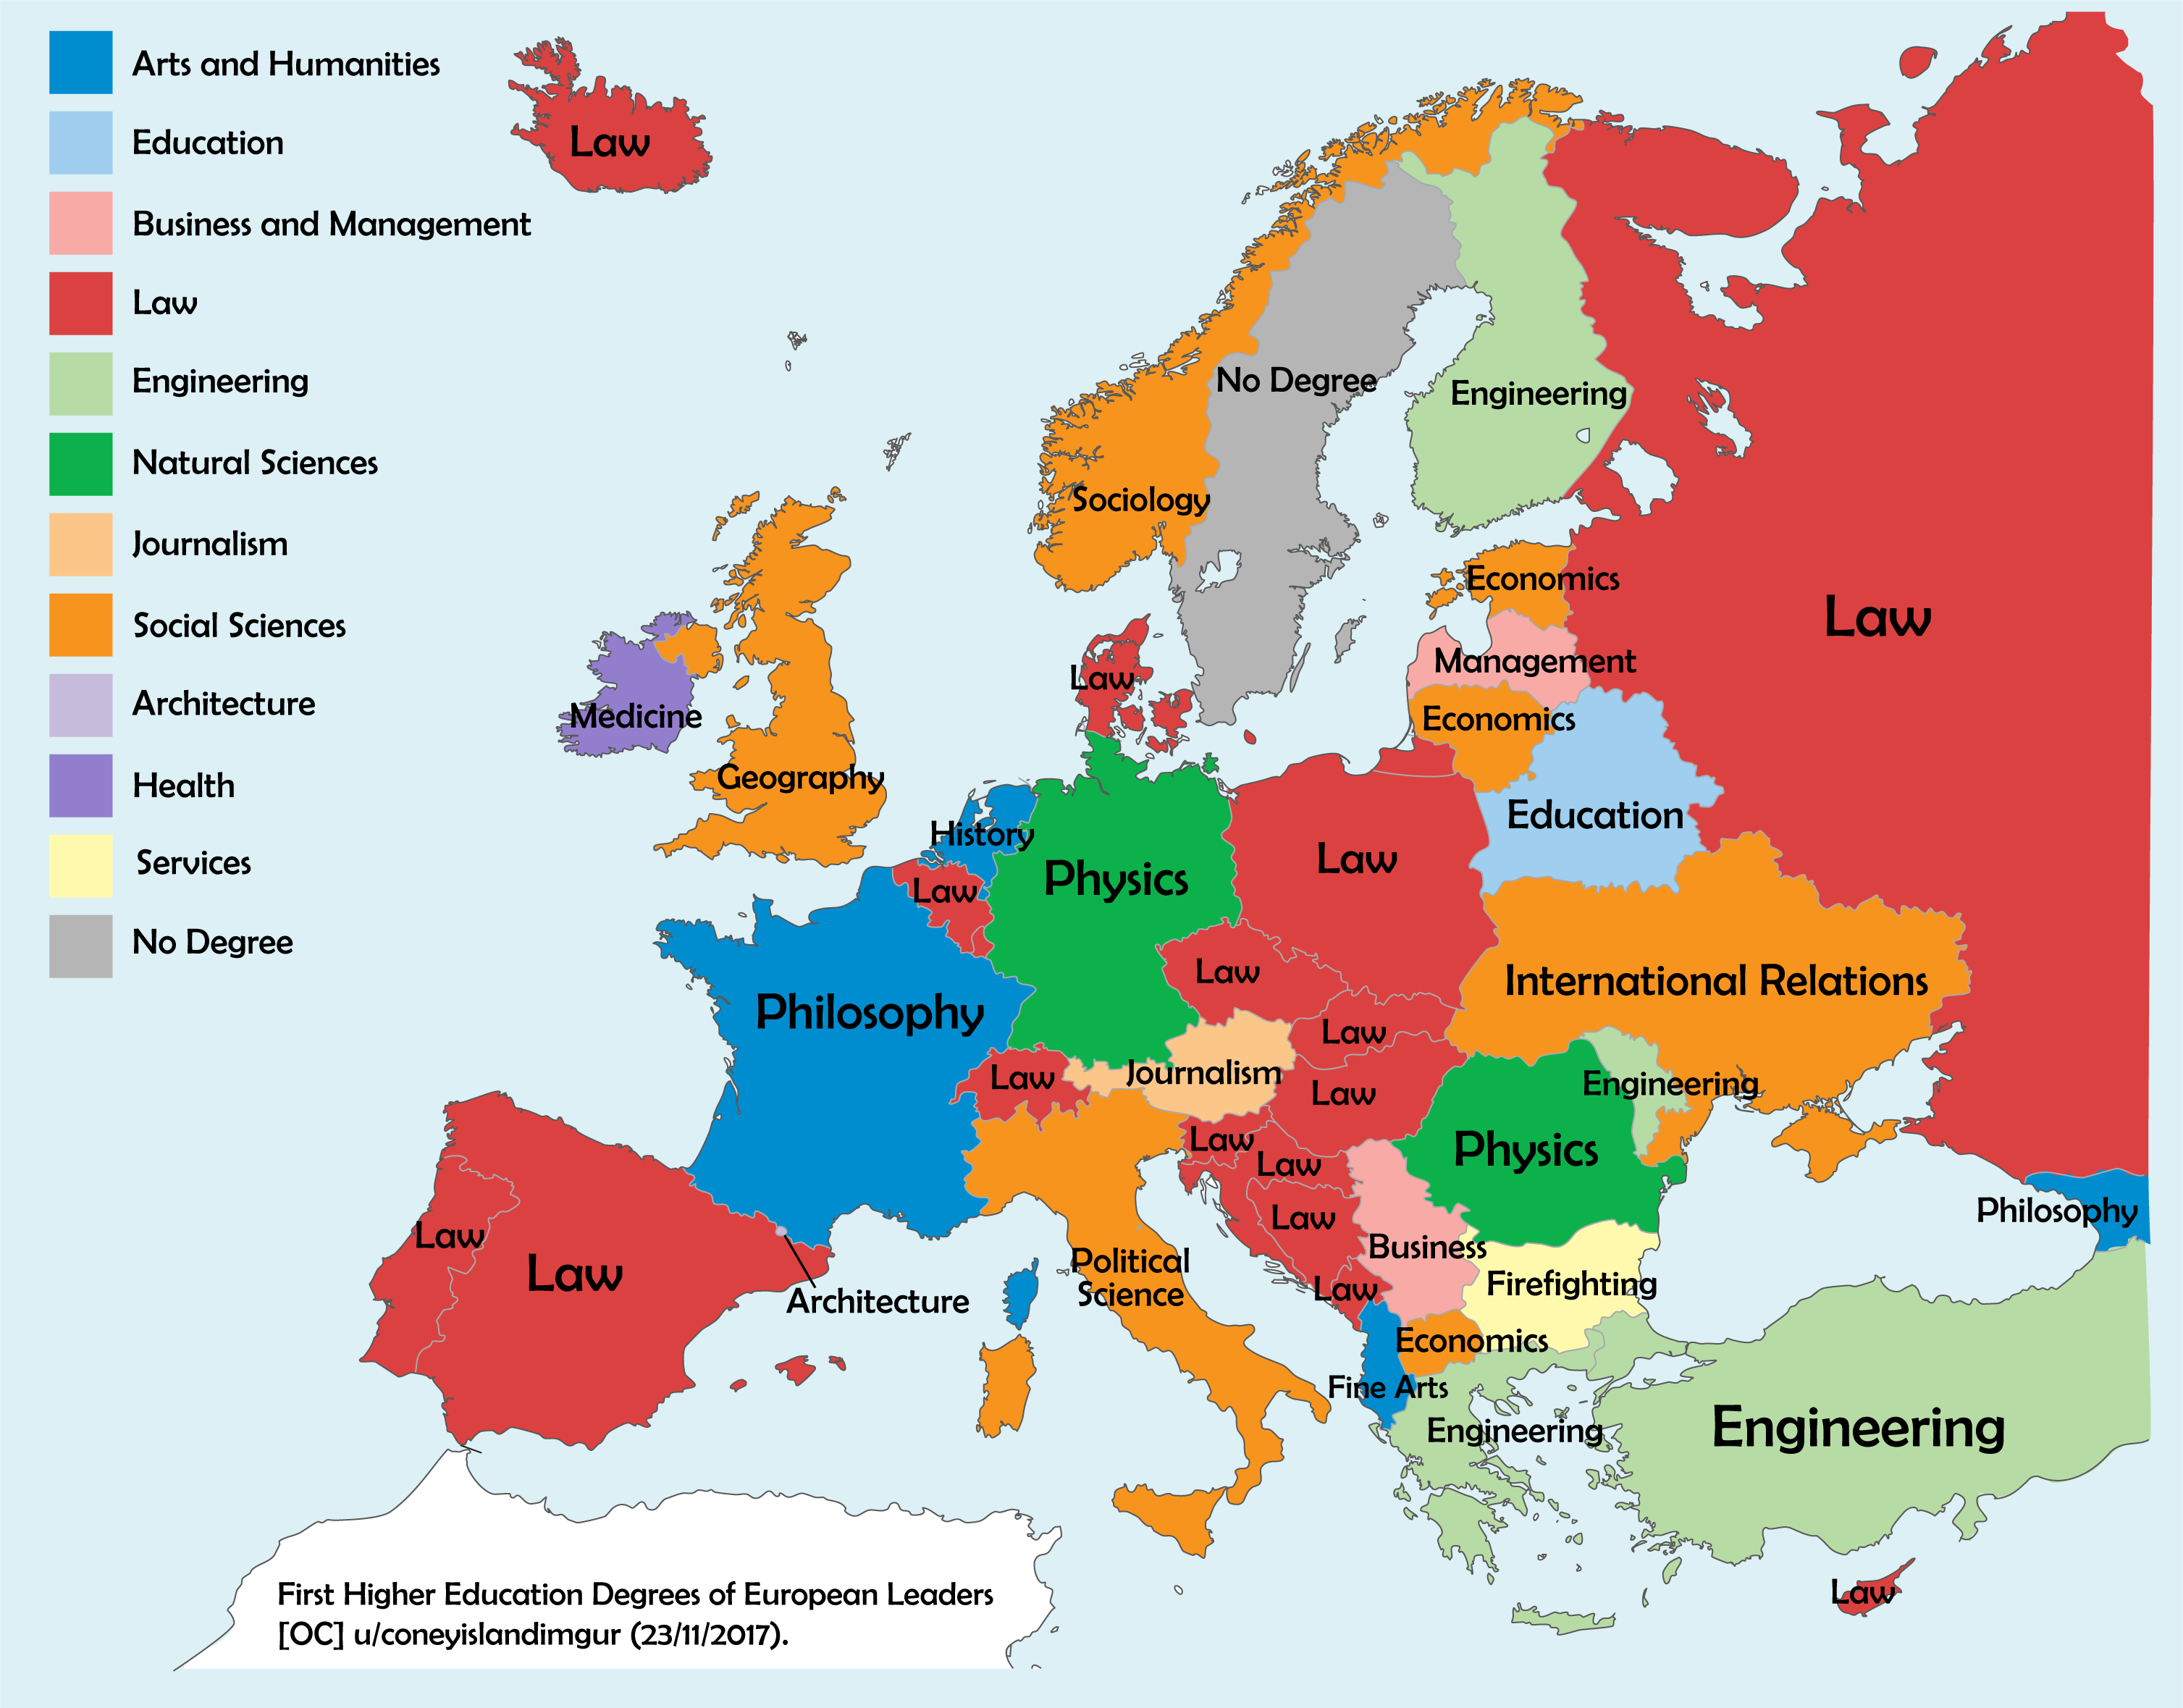 Arts and Humanities
Education
Business and Management
Law
Engineering
Natural Sciences
Journalism
Social Sciences
Architecture
Health
Services
No Degree
Law
No Degree
Engineering
Sociology
Economics
Law
Management
Law
Medicine
Economics
Geography
Education
History
Law
Physics
Law
Law
International Relations
Philosophy
Law
Journalism
Law
Engineering
Law
Law
Physics
Law
Philosophy
Law
Law
Business
Political
Science
Law
Firefighting
Law
Architecture
Economics
Fine Arts
Engineering
Engineering
Law
First Higher Education Degrees of European Leaders
[OC] u/coneyislandimgur (23/11/2017).